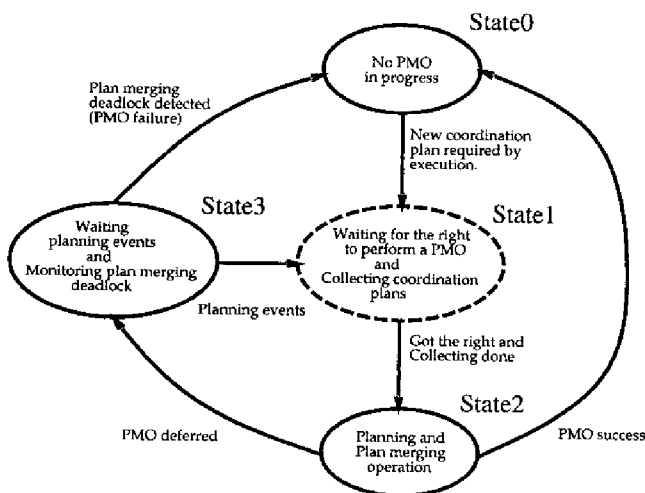 State0
No PMO
in progress
Plan merging
deadlock detected
(PMO failure)
New coordination
plan required by
execution.
State3
State1
Waiting
planning events
and
Monitoring plan merging
deadlock
Waiting for the right
to perform a PMO
and
Collecting coordination
plans
Planning events
Got the right and
Collecting done
State2
PMO deferred
Planning and
Plan merging
operation
PMO success